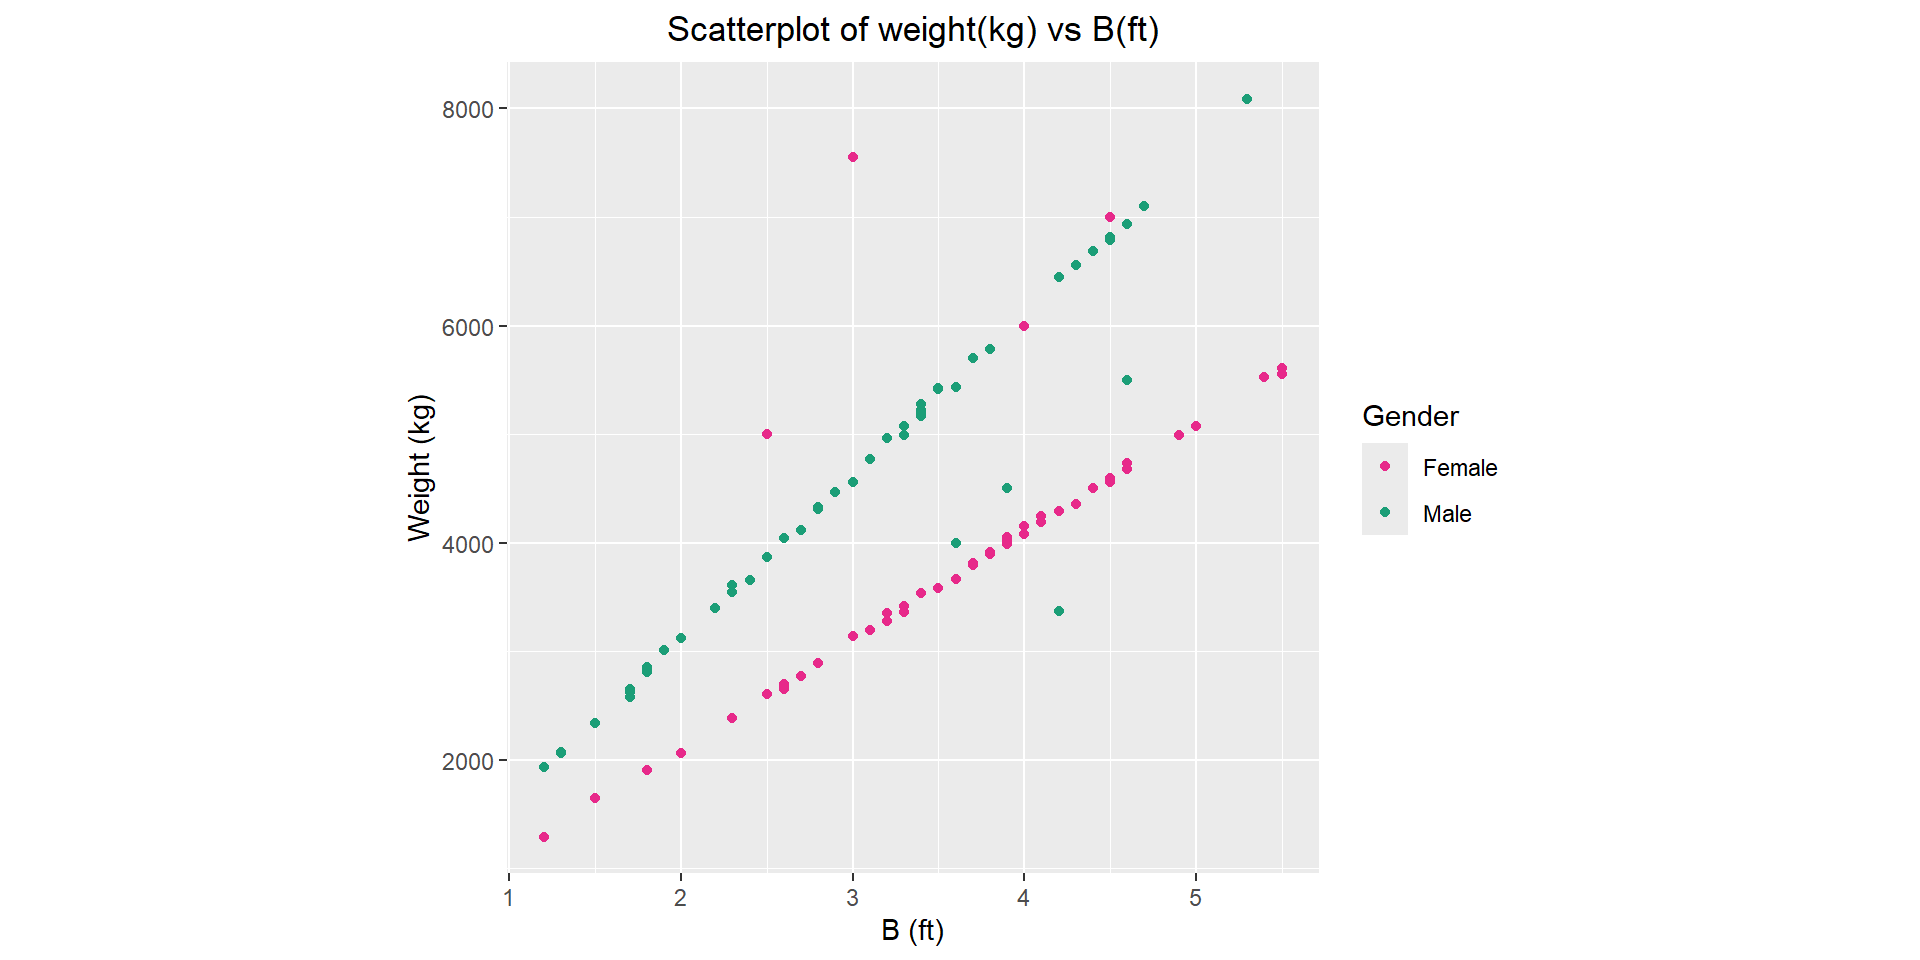 Scatterplot of weight(kg) vs B(ft)
8000
6000
4000
2000
Weight (kg)
1 2 3 4 5
B (ft)
Gender
Female
Male